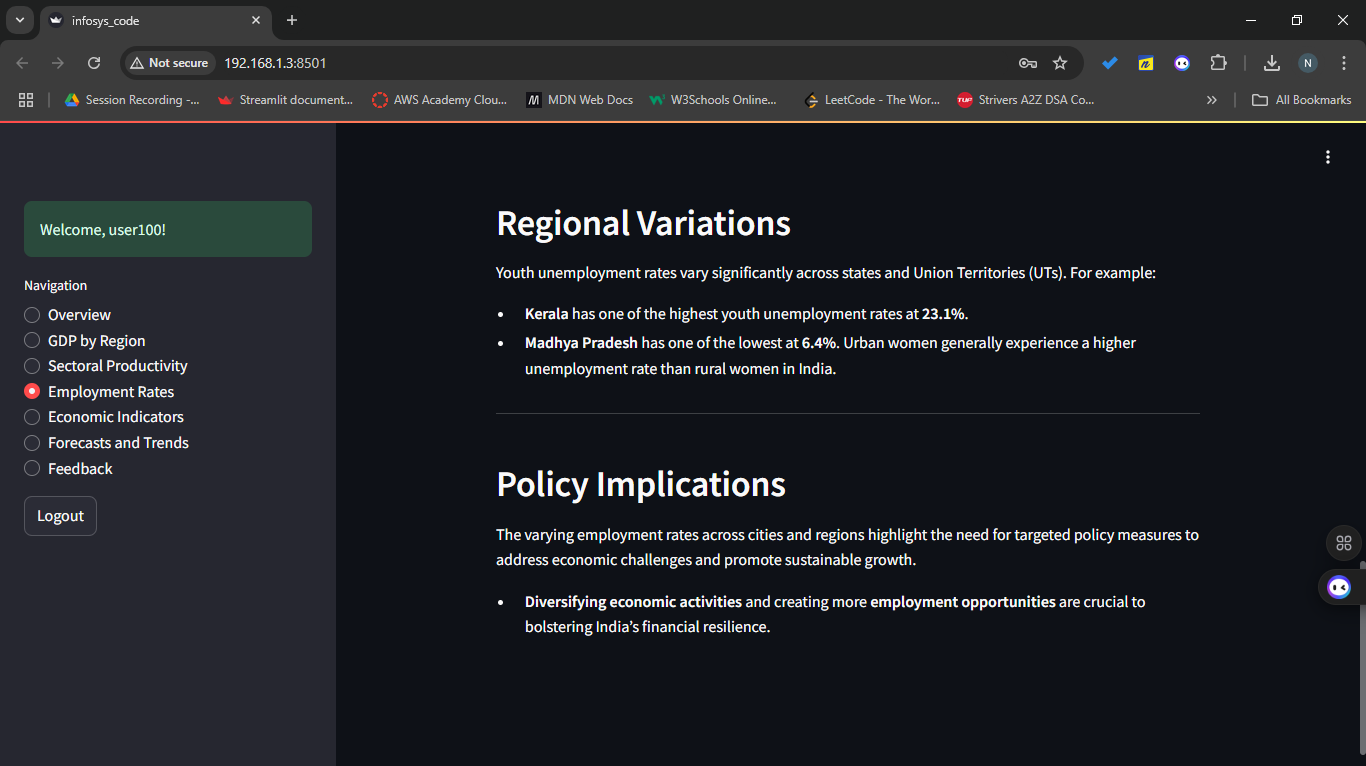 infosys_code
Not secure
192.168.1.3:8501
N
Session Recording -...
Streamlit document...
AWS Academy Clou...
MDN Web Docs
W3Schools Online...
LeetCode - The Wor...
TUF
Strivers A2Z DSA Co...
All Bookmarks
Welcome, user100!
Navigation
Overview
GDP by Region
Sectoral Productivity
Employment Rates
Economic Indicators
Forecasts and Trends
Feedback
Logout
Regional Variations
Youth unemployment rates vary significantly across states and Union Territories (UTs). For example:
• Kerala has one of the highest youth unemployment rates at 23.1%.
• Madhya Pradesh has one of the lowest at 6.4%. Urban women generally experience a higher
unemployment rate than rural women in India.
Policy Implications
The varying employment rates across cities and regions highlight the need for targeted policy measures to
address economic challenges and promote sustainable growth.
• Diversifying economic activities and creating more employment opportunities are crucial to
bolstering India’s financial resilience.